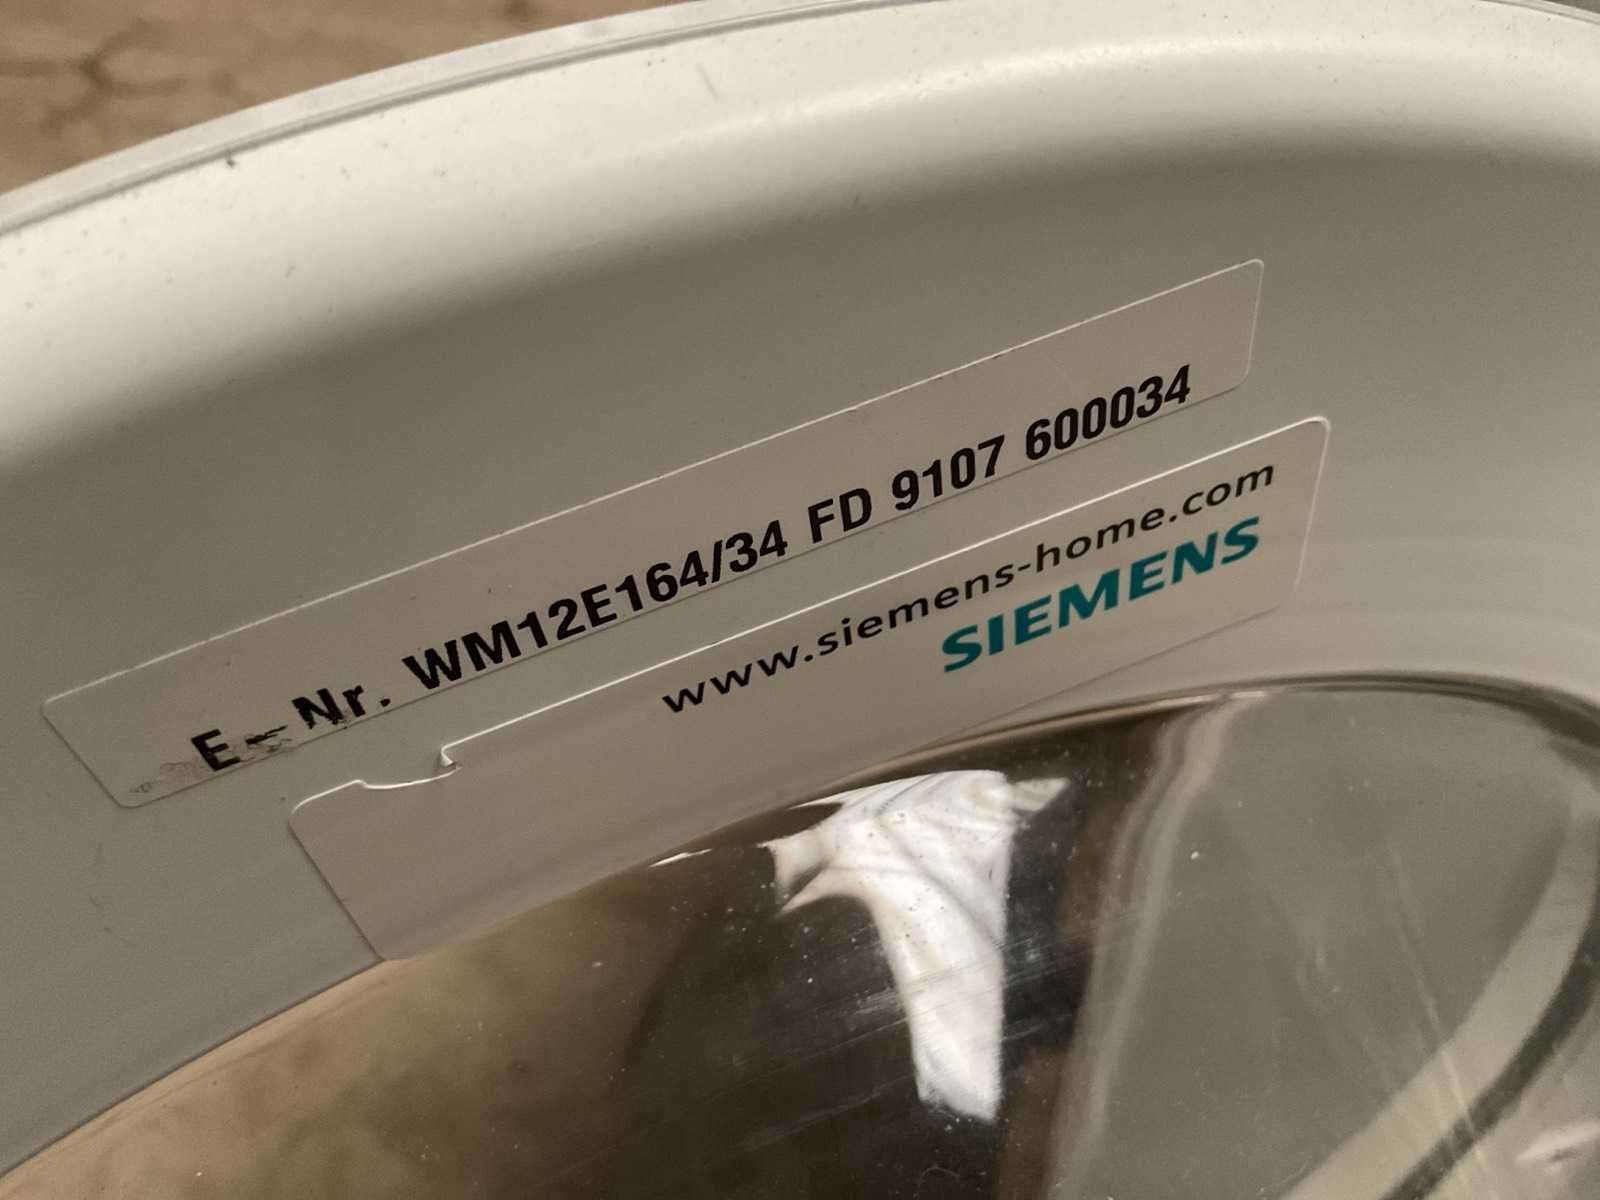 E - Nr. WM12E164/34 FD 9107 600034
www.siemens-home.com
SIEMENS